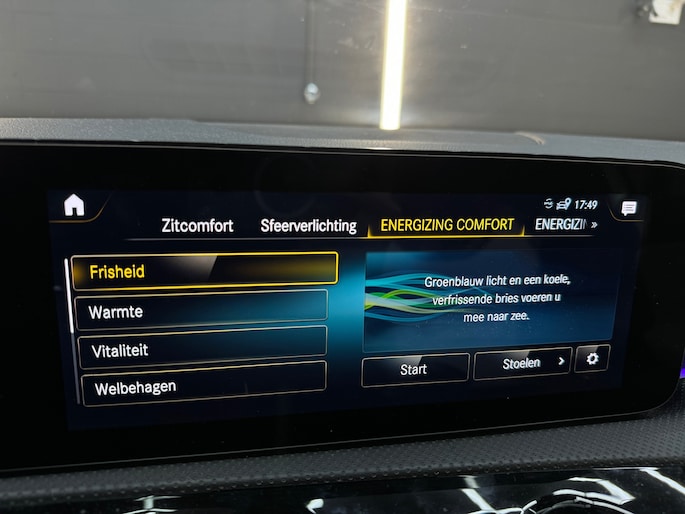 17:49
Zitcomfort Sfeerverlichting ENERGIZING COMFORT ENERGIZIN »
Frisheid
Warmte
Vitaliteit
Welbehagen
Groenblauw licht en een koele,
verfrissende bries voeren u
mee naar zee.
Start
Stoelen